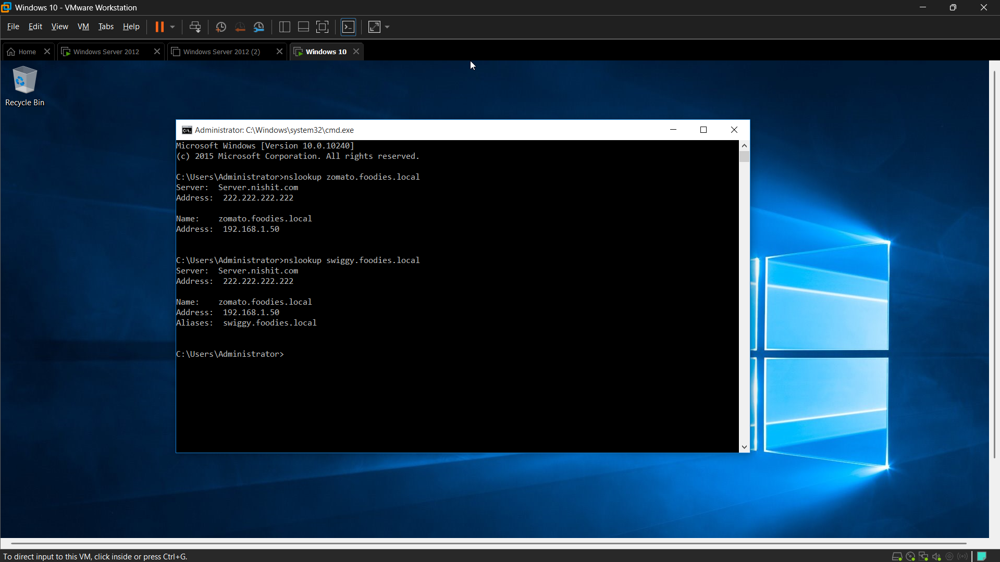 Windows 10 - VMware Workstation
File Edit View VM Tabs Help
Home Windows Server 2012 Windows Server 2012 (2) Windows 10
Recycle Bin
Administrator: C:\Windows\system32\cmd.exe
Microsoft Windows [Version 10.0.10240]
(c) 2015 Microsoft Corporation. All rights reserved.
C:\Users\Administrator>nslookup zomato.foodies.local
Server:  Server.nishit.com
Address:  222.222.222.222
Name:    zomato.foodies.local
Address:  192.168.1.50
C:\Users\Administrator>nslookup swiggy.foodies.local
Server:  Server.nishit.com
Address:  222.222.222.222
Name:    zomato.foodies.local
Address:  192.168.1.50
Aliases:  swiggy.foodies.local
C:\Users\Administrator>
To direct input to this VM, click inside or press Ctrl+G.